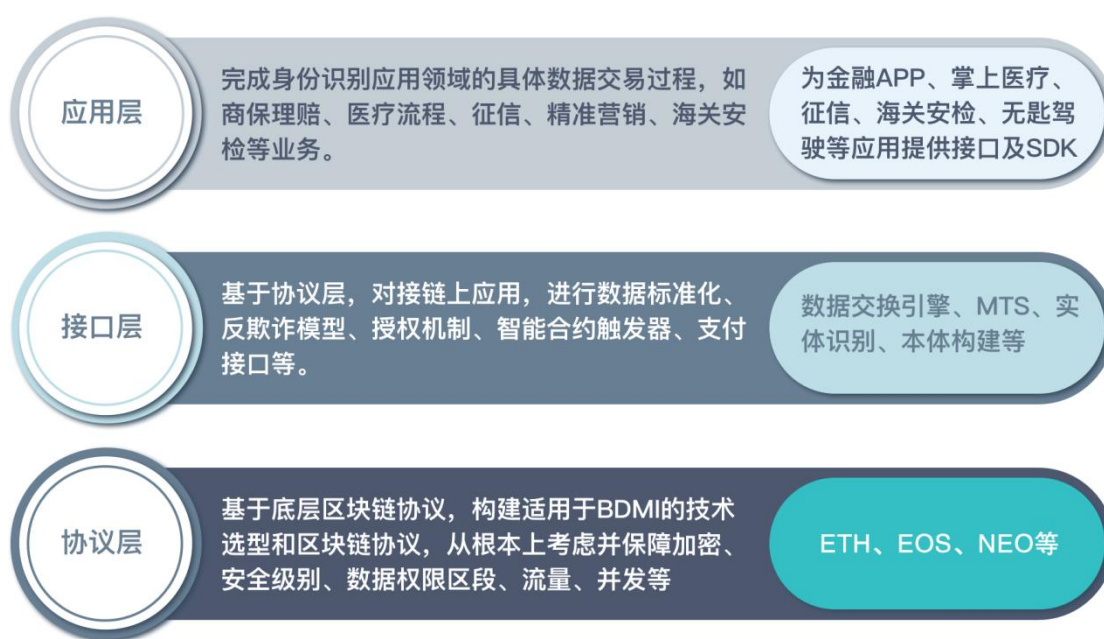 应用层
完成身份识别应用领域的具体数据交易过程，如
商保理赔、医疗流程、征信、精准营销、海关安
检等业务。
为金融APP、掌上医疗、
征信、海关安检、无匙驾
驶等应用提供接口及SDK
接口层
基于协议层，对接链上应用，进行数据标准化、
反欺诈模型、授权机制、智能合约触发器、支付
接口等。
数据交换引擎、MTS、实
体识别、本体构建等
协议层
基于底层区块链协议，构建适用于BDMI的技术
选型和区块链协议，从根本上考虑并保障加密、
安全级别、数据权限区段、流量、并发等
ETH、EOS、NEO等